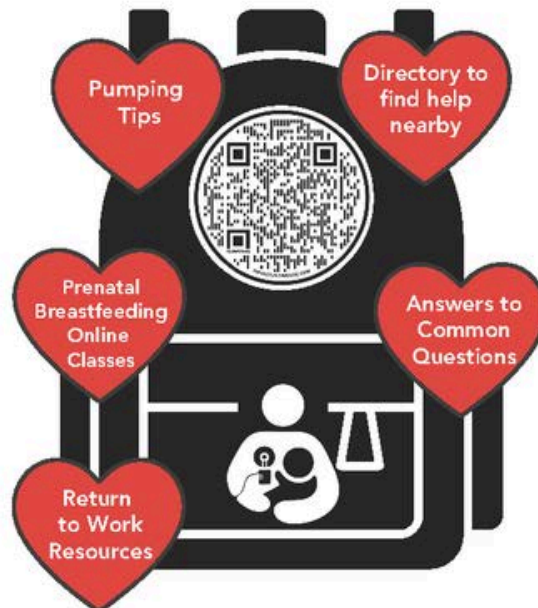 Pumping
Tips
Directory to
find help
nearby
Prenatal
Breastfeeding
Online
Classes
Answers to
Common
Questions
Return
to Work
Resources